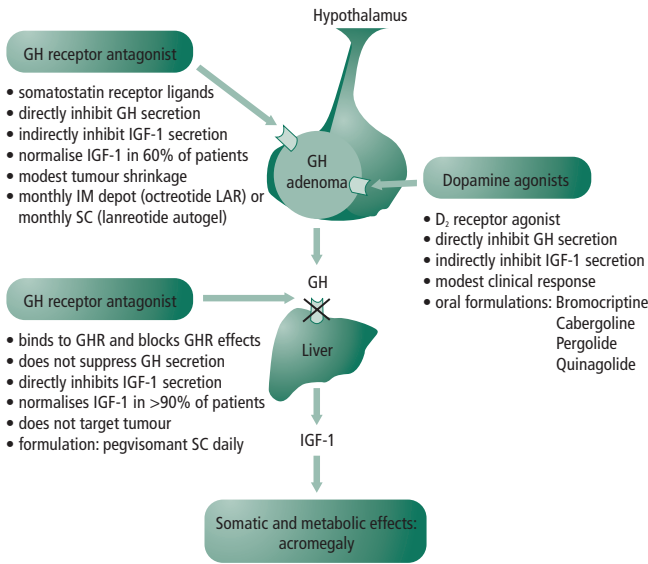 Hypothalamus
GH receptor antagonist
• somatostatin receptor ligands
• directly inhibit GH secretion
• indirectly inhibit IGF-1 secretion
• normalise IGF-1 in 60% of patients
• modest tumour shrinkage
• monthly IM depot (octreotide LAR) or
monthly SC (lanreotide autogel)
GH
adenoma
Dopamine agonists
• D₂ receptor agonist
• directly inhibit GH secretion
• indirectly inhibit IGF-1 secretion
• modest clinical response
• oral formulations: Bromocriptine
Cabergoline
Pergolide
Quinagolide
GH receptor antagonist
• binds to GHR and blocks GHR effects
• does not suppress GH secretion
• directly inhibits IGF-1 secretion
• normalises IGF-1 in >90% of patients
• does not target tumour
• formulation: pegvisomant SC daily
GH
Liver
IGF-1
Somatic and metabolic effects:
acromegaly